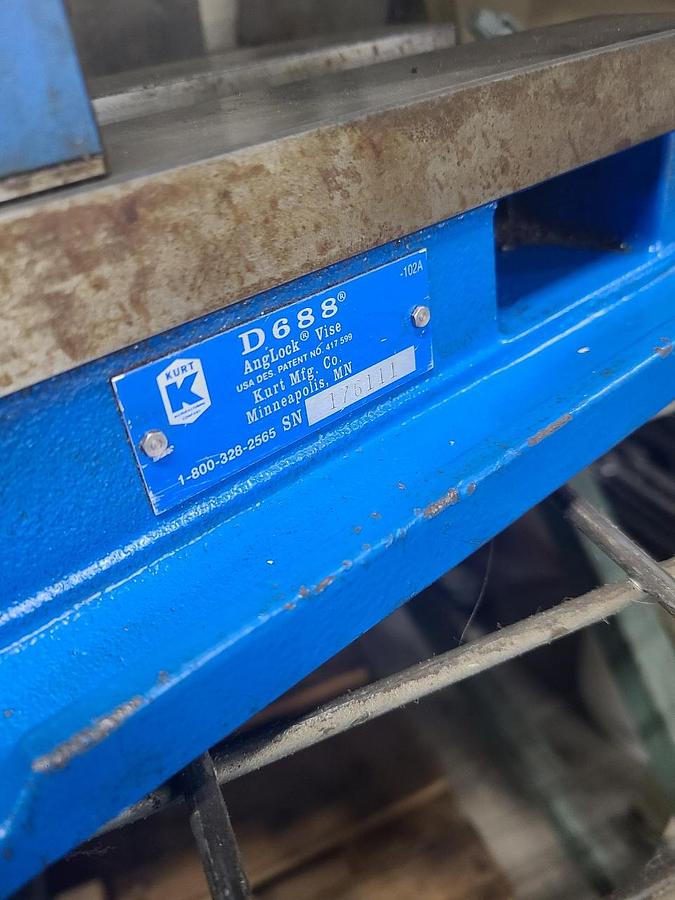 -102A
D688®
AngLock® Vise
USA DES. PATENT NO. 417 599
Kurt Mfg. Co.
Minneapolis, MN
1-800-328-2565 SN 176111
KURT
K